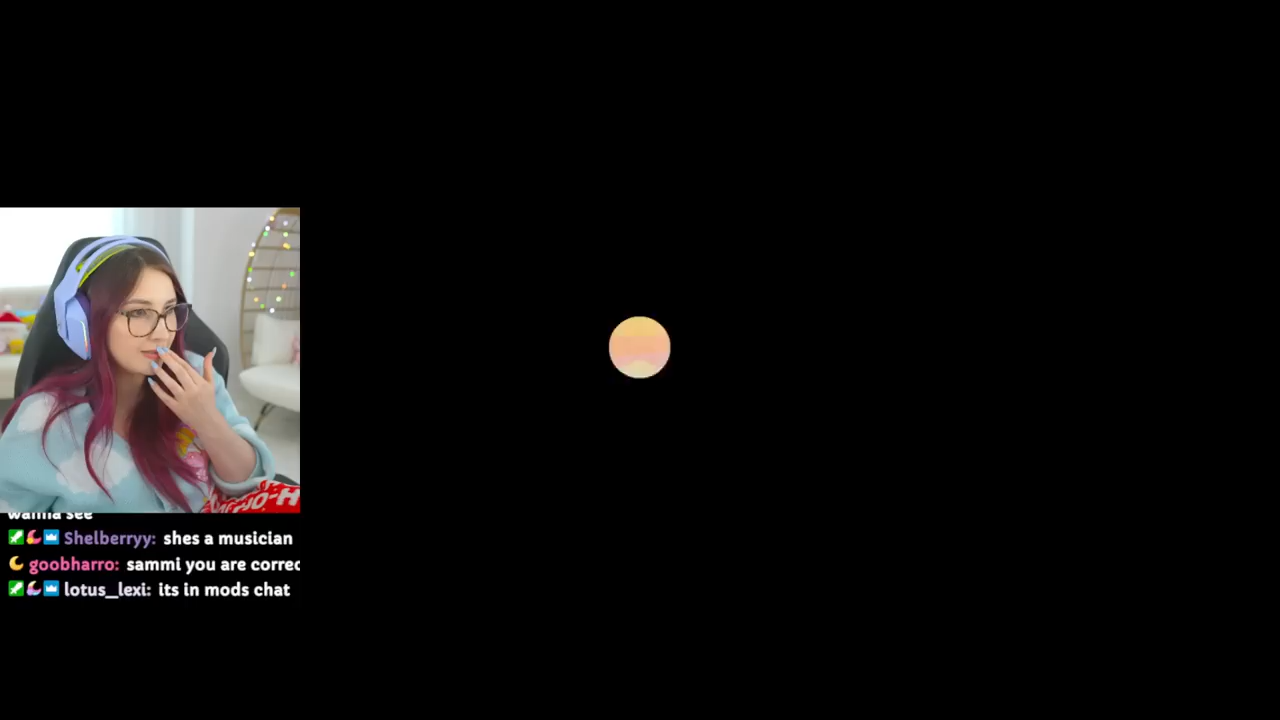 wanna see
Shelberryy: shes a musician
goobharro: sammi you are correc
lotus_lexi: its in mods chat